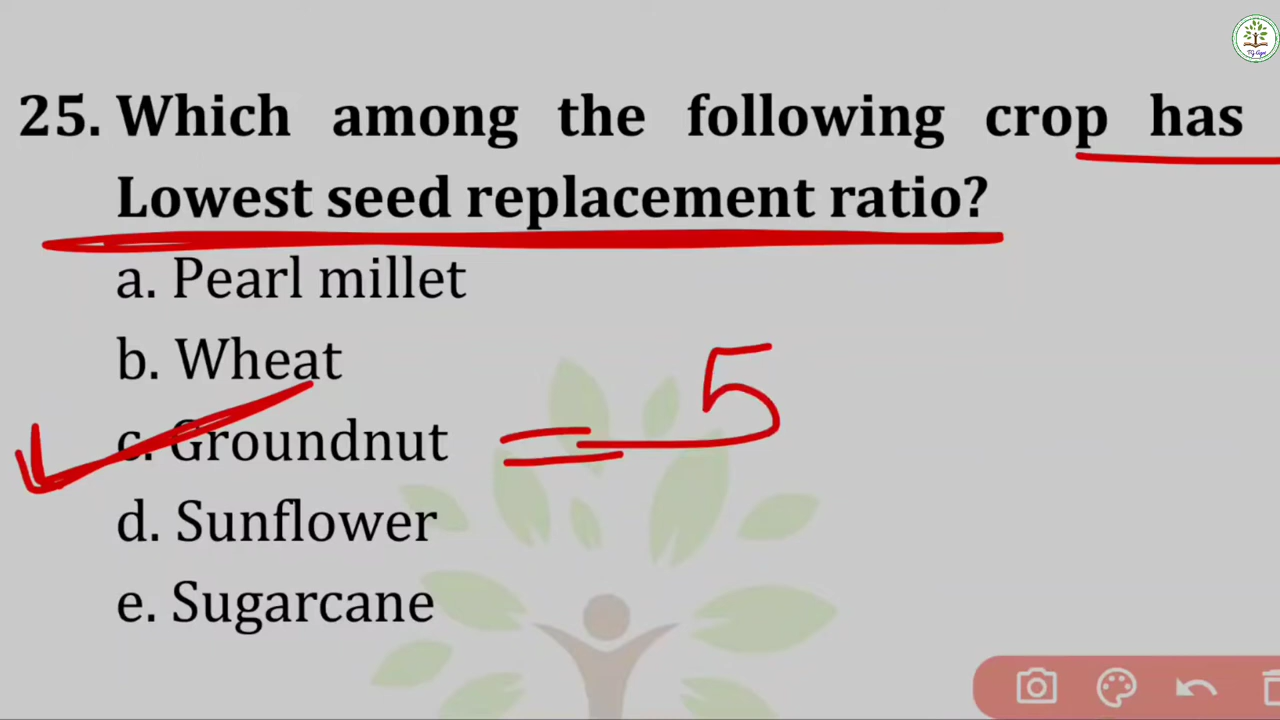 25. Which among the following crop has
Lowest seed replacement ratio?
a. Pearl millet
b. Wheat
c. Groundnut = 5
d. Sunflower
e. Sugarcane